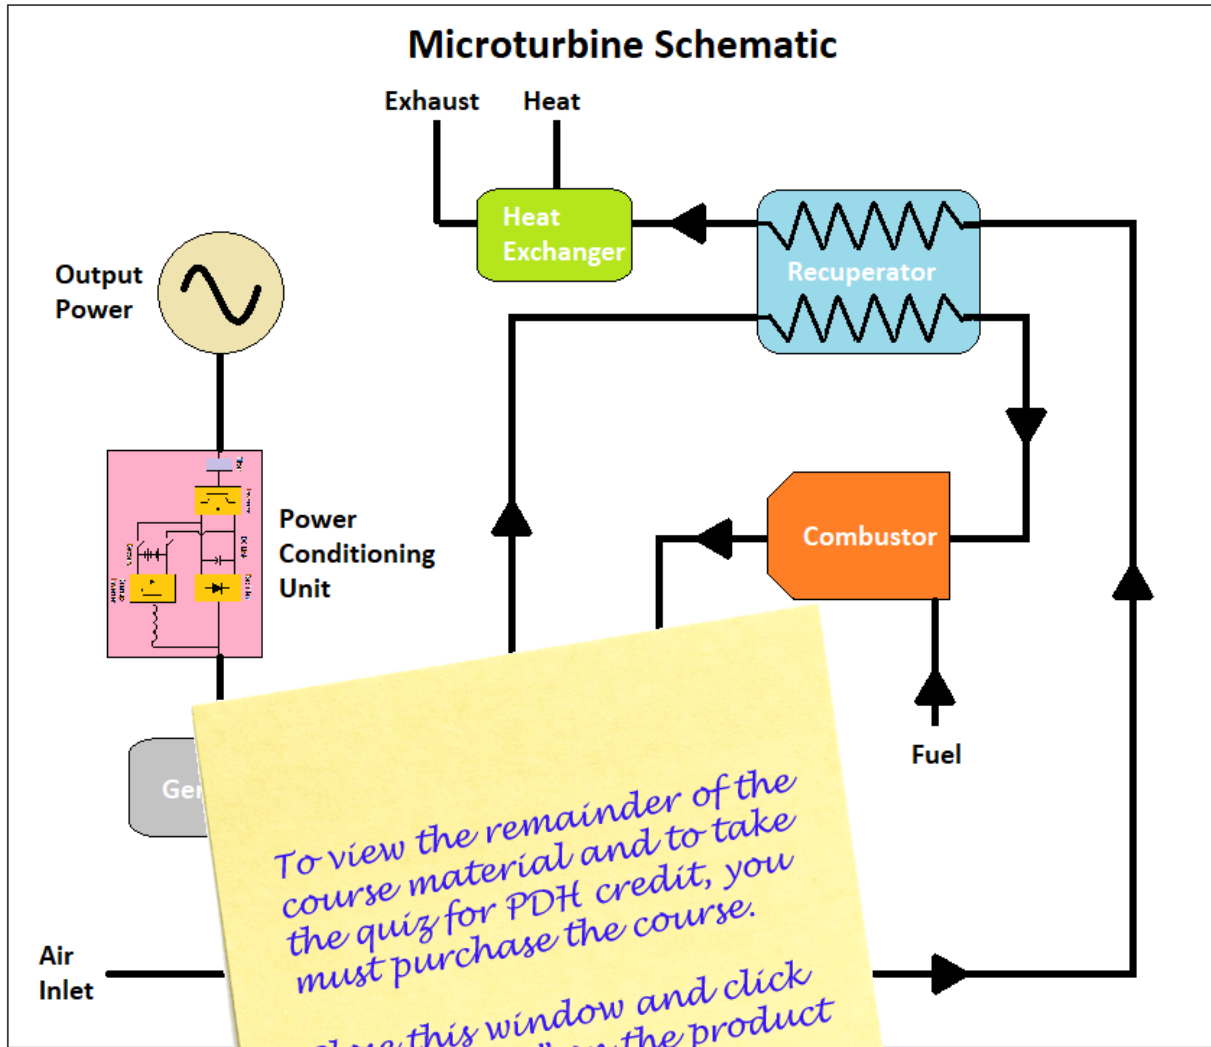 Microturbine Schematic
Exhaust
Heat
Heat
Exchanger
Recuperator
Output
Power
Power
Conditioning
Unit
Combustor
Fuel
To view the remainder of the
course material and to take
the quiz for PDH credit, you
must purchase the course.
Air
Inlet
this window and click
the product